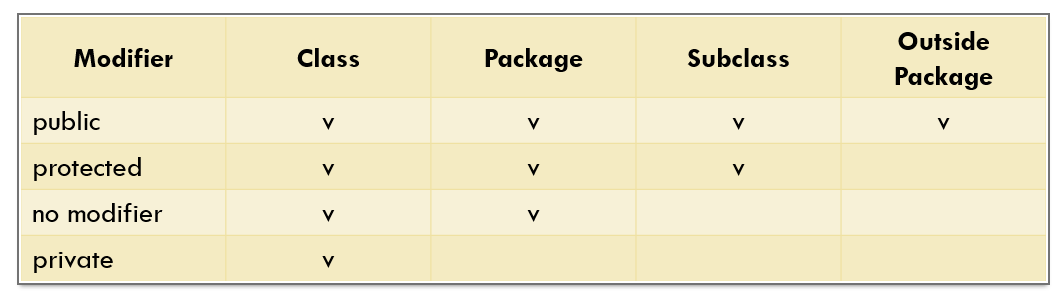 Modifier Class Package Subclass Outside Package
public v v v v
protected v v v
no modifier v v
private v